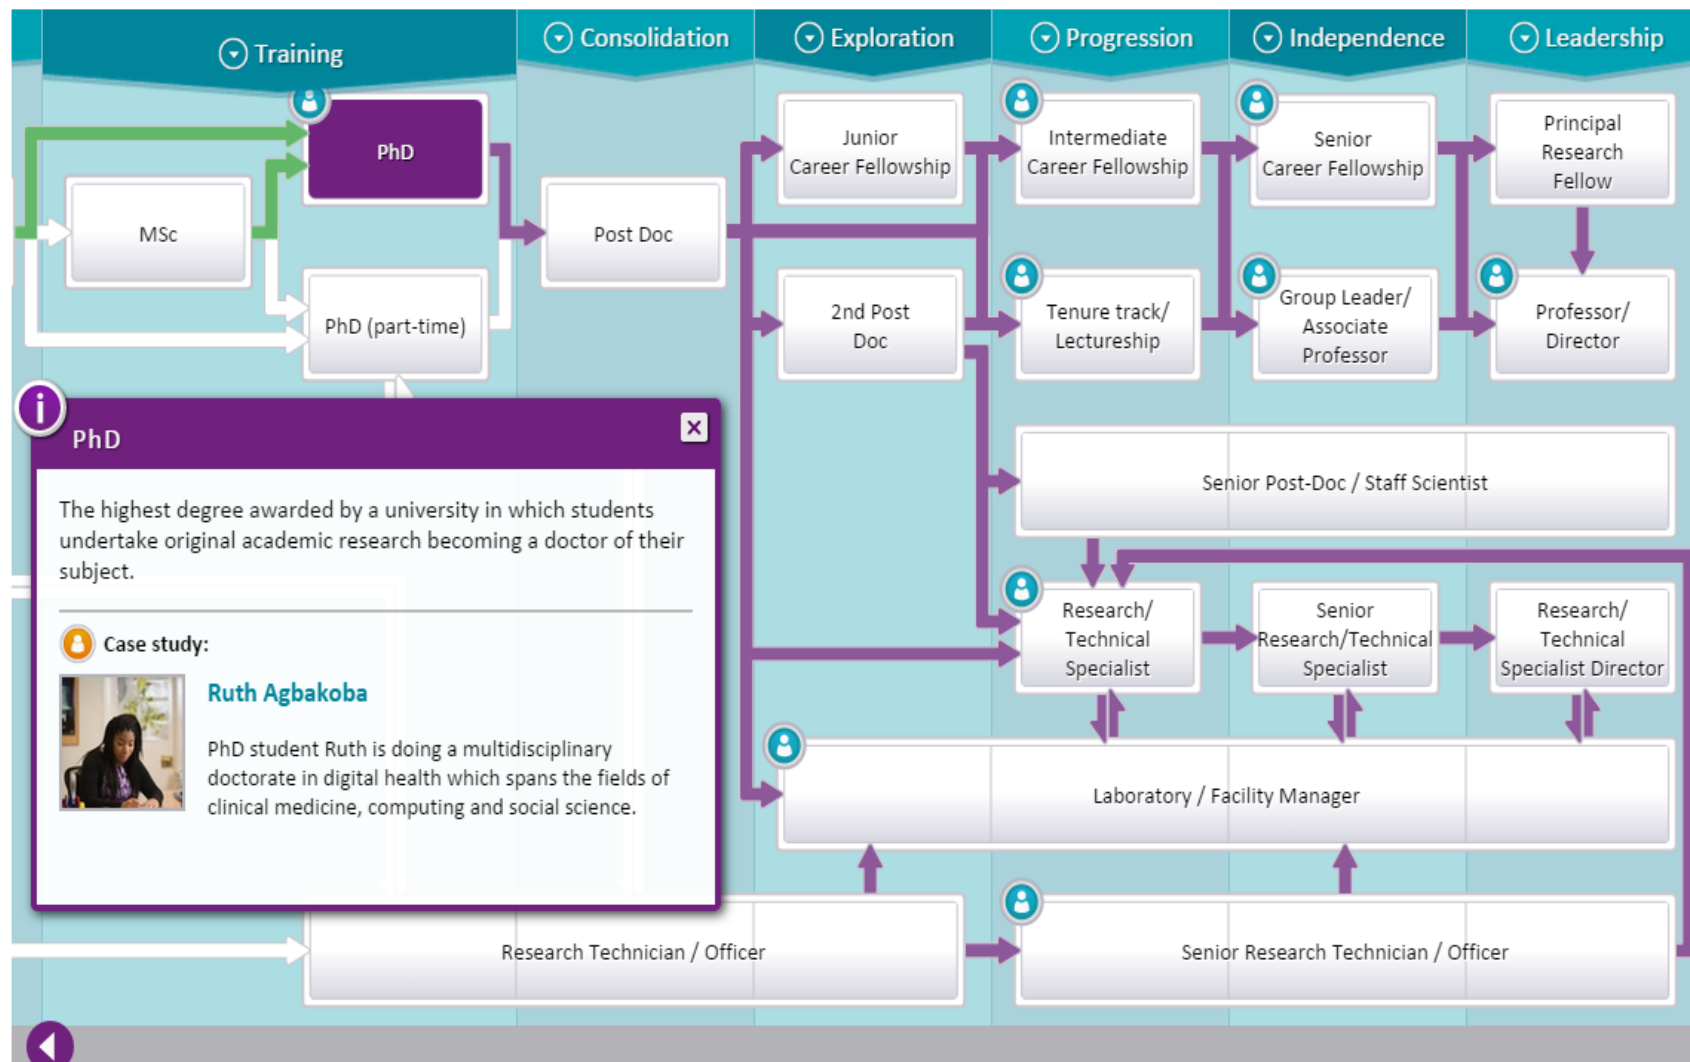 Training
Consolidation
Exploration
Progression
Independence
Leadership
PhD
MSc
PhD (part-time)
Post Doc
Junior
Career Fellowship
2nd Post
Doc
Intermediate
Career Fellowship
Tenure track/
Lectureship
Senior
Career Fellowship
Group Leader/
Associate
Professor
Principal
Research
Fellow
Professor/
Director
Senior Post-Doc / Staff Scientist
Research/
Technical
Specialist
Senior
Research/Technical
Specialist
Research/
Technical
Specialist Director
Laboratory / Facility Manager
Research Technician / Officer
Senior Research Technician / Officer
i
PhD
x
The highest degree awarded by a university in which students
undertake original academic research becoming a doctor of their
subject.
Case study:
Ruth Agbakoba
PhD student Ruth is doing a multidisciplinary
doctorate in digital health which spans the fields of
clinical medicine, computing and social science.